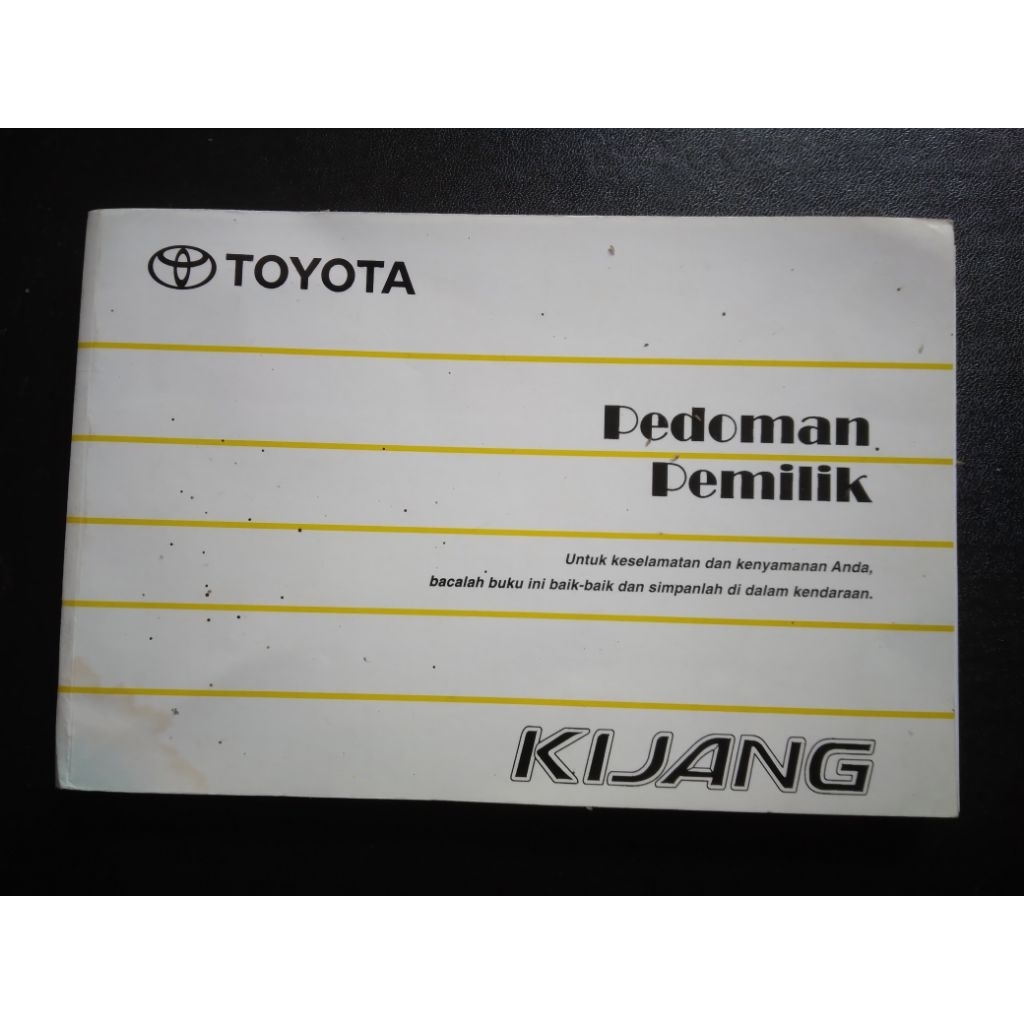 TOYOTA
Pedoman
Pemilik
Untuk keselamatan dan kenyamanan Anda,
bacalah buku ini baik-baik dan simpanlah di dalam kendaraan.
KIJANG